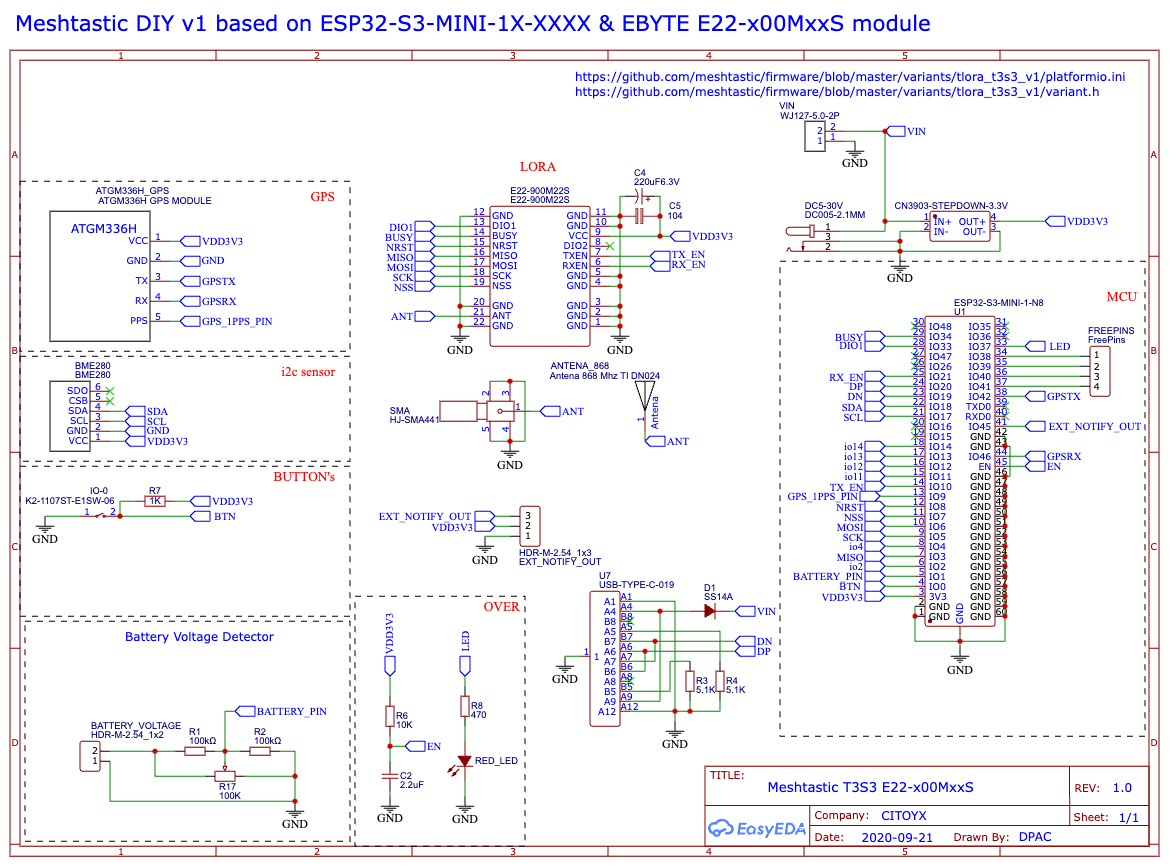 Meshtastic DIY v1 based on ESP32-S3-MINI-1X-XXXX & EBYTE E22-x00MxxS module
1 2 3 4 5
https://github.com/meshtastic/firmware/blob/master/variants/tlora_t3s3_v1/platformio.ini
https://github.com/meshtastic/firmware/blob/master/variants/tlora_t3s3_v1/variant.h
A
B
C
D
A
B
C
D
VIN
WJ127-5.0-2P
2 2
1 1
VIN
GND
DC5-30V
DC005-2.1MM
1
3
2
CN3903-STEPDOWN-3.3V
1 IN+ OUT+ 4
2 IN- OUT- 3
VDD3V3
GND
GPS
ATGM336H_GPS
ATGM336H GPS MODULE
ATGM336H
VCC 1 VDD3V3
GND 2 GND
TX 3 GPSTX
RX 4 GPSRX
PPS 5 GPS_1PPS_PIN
LORA
E22-900M22S
E22-900M22S
C4
220uF6.3V
C5
104
12 GND GND 11
DIO1 13 DIO1 GND 10
BUSY 14 BUSY VCC 9 VDD3V3
NRST 15 NRST DIO2 8
MISO 16 MISO TXEN 7 TX_EN
MOSI 17 MOSI RXEN 6 RX_EN
SCK 18 SCK GND 5
NSS 19 NSS GND 4
20 GND GND 3
ANT 21 ANT GND 2
22 GND GND 1
GND GND
i2c sensor
BME280
BME280
SDO 6
CSB 5
SDA 4 SDA
SCL 3 SCL
GND 2 GND
VCC 1 VDD3V3
SMA
HJ-SMA441
2 3
1
5 4
ANT
GND
ANTENA_868
Antena 868 Mhz TI DN024
1
Antena
ANT
BUTTON's
IO-0
K2-1107ST-E1SW-06
1 2
R7
1K
VDD3V3
BTN
GND
EXT_NOTIFY_OUT 3
VDD3V3 2
1
GND
HDR-M-2.54_1x3
EXT_NOTIFY_OUT
MCU
ESP32-S3-MINI-1-N8
U1
30 IO48 IO35 31
29 IO34 IO36 32
BUSY 28 IO33 IO37 33 LED
DIO1 27 IO47 IO38 34
26 IO26 IO39 35
RX_EN 25 IO21 IO40 36
DP 24 IO20 IO41 37
DN 23 IO19 IO42 38 GPSTX
SDA 22 IO18 TXD0 39
SCL 21 IO17 RXD0 40
20 IO16 IO45 41 EXT_NOTIFY_OUT
19 IO15 GND 42
io14 18 IO14 GND 43
io13 17 IO13 IO46 44 GPSRX
io12 16 IO12 EN 45 EN
io11 15 IO11 GND 46
TX_EN 14 IO10 GND 47
GPS_1PPS_PIN 13 IO9 GND 48
NRST 12 IO8 GND 49
NSS 11 IO7 GND 50
MOSI 10 IO6 GND 51
SCK 9 IO5 GND 52
io4 8 IO4 GND 53
MISO 7 IO3 GND 54
io2 6 IO2 GND 55
BATTERY_PIN 5 IO1 GND 56
BTN 4 IO0 GND 57
VDD3V3 3 3V3 GND 58
2 GND GND 59
1 GND GND 60
GND
GND
FREEPINS
FreePins
1
2
3
4
U7
USB-TYPE-C-019
A1 A1
A4 A4
B8 B8
A5 A5
B7 B7
A6 A6
A7 A7
B6 B6
A8 A8
B5 B5
A9 A9
A12 A12
1 1
GND
D1
SS14A
VIN
DN
DP
R3
5.1K
R4
5.1K
GND
OVER
VDD3V3
LED
R6
10K
EN
C2
2.2uF
GND
R8
470
RED_LED
GND
Battery Voltage Detector
BATTERY_VOLTAGE
HDR-M-2.54_1x2
2
1
BATTERY_PIN
R1
100kΩ
R2
100kΩ
R17
100K
GND
TITLE:
Meshtastic T3S3 E22-x00MxxS
REV: 1.0
EasyEDA
Company: CITOYX
Sheet: 1/1
Date: 2020-09-21 Drawn By: DPAC
1 2 3 4 5